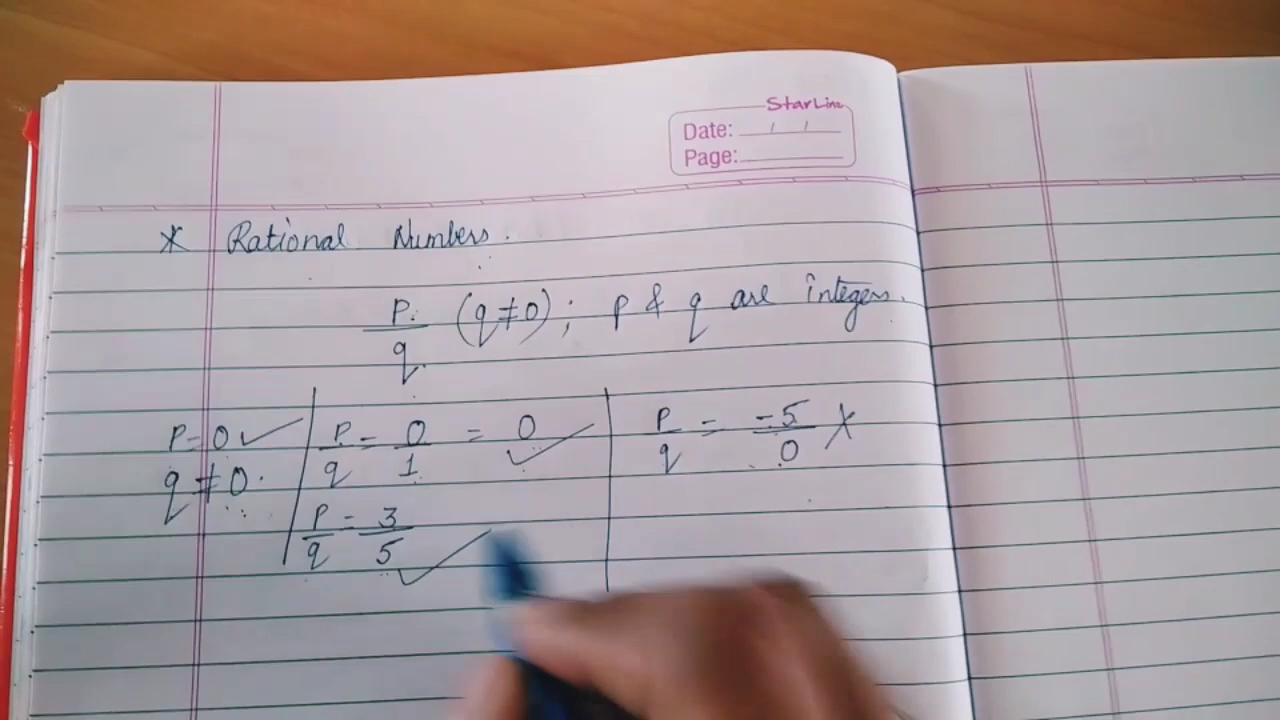 StarLine
Date: / /
Page:
* Rational Numbers.
P/q (q≠0); p & q are integers.
P=0 ✓
q≠0.
P/q = 0/1 = 0 ✓
P/q = 3/5 ✓
P/q = -5/0 X